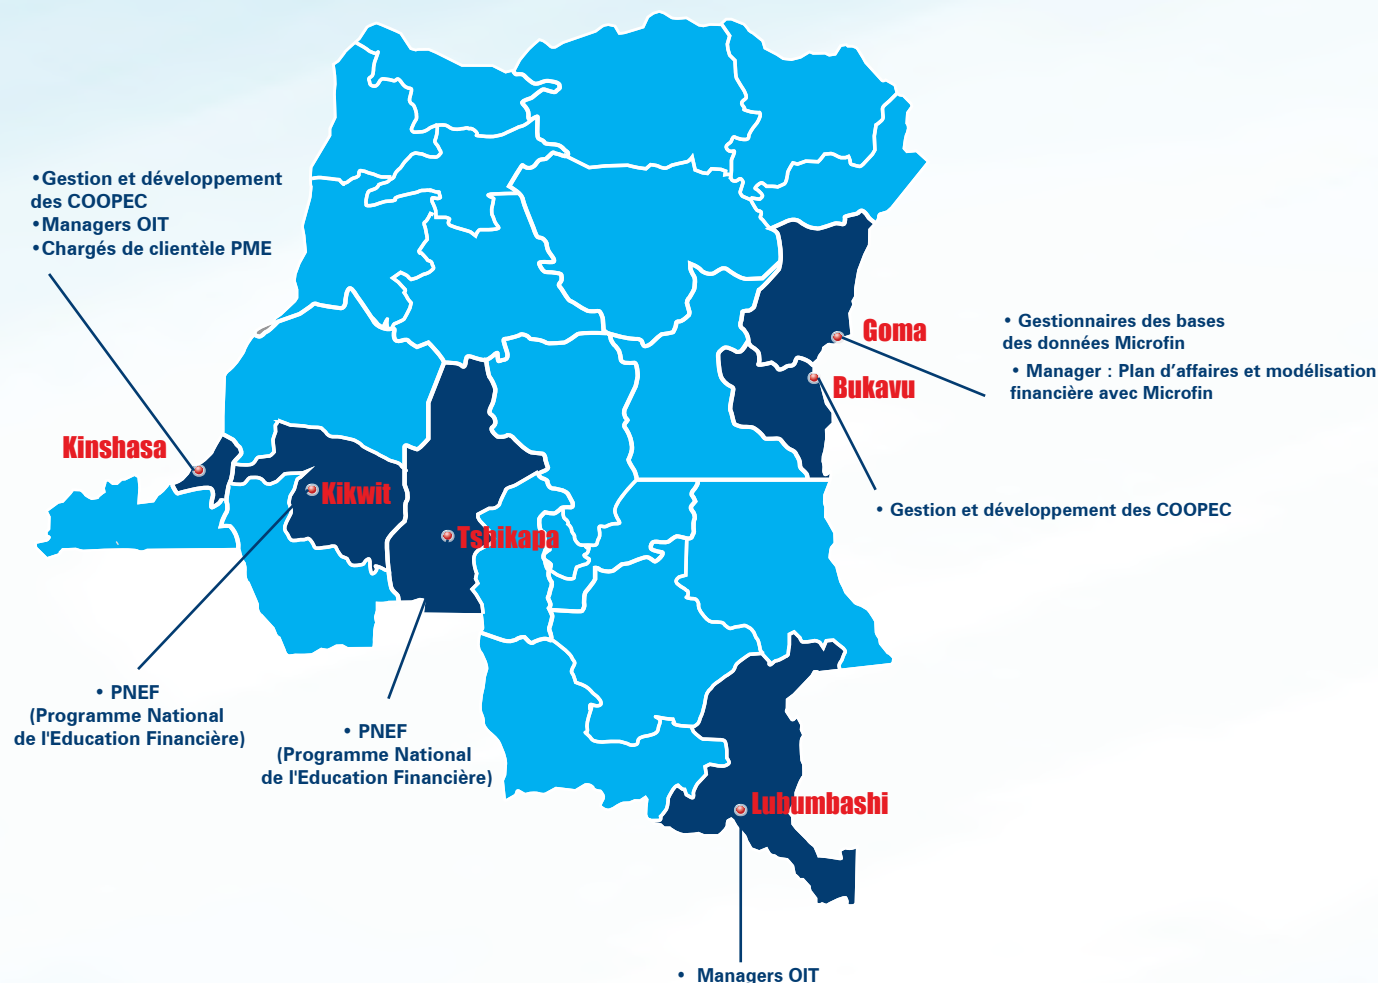 •Gestion et développement
des COOPEC
•Managers OIT
•Chargés de clientèle PME
Goma
• Gestionnaires des bases
des données Microfin
• Manager : Plan d’affaires et modélisation
financière avec Microfin
Bukavu
Kinshasa
Kikwit
• Gestion et développement des COOPEC
Tshikapa
• PNEF
(Programme National
de l'Education Financière)
• PNEF
(Programme National
de l'Education Financière)
Lubumbashi
• Managers OIT